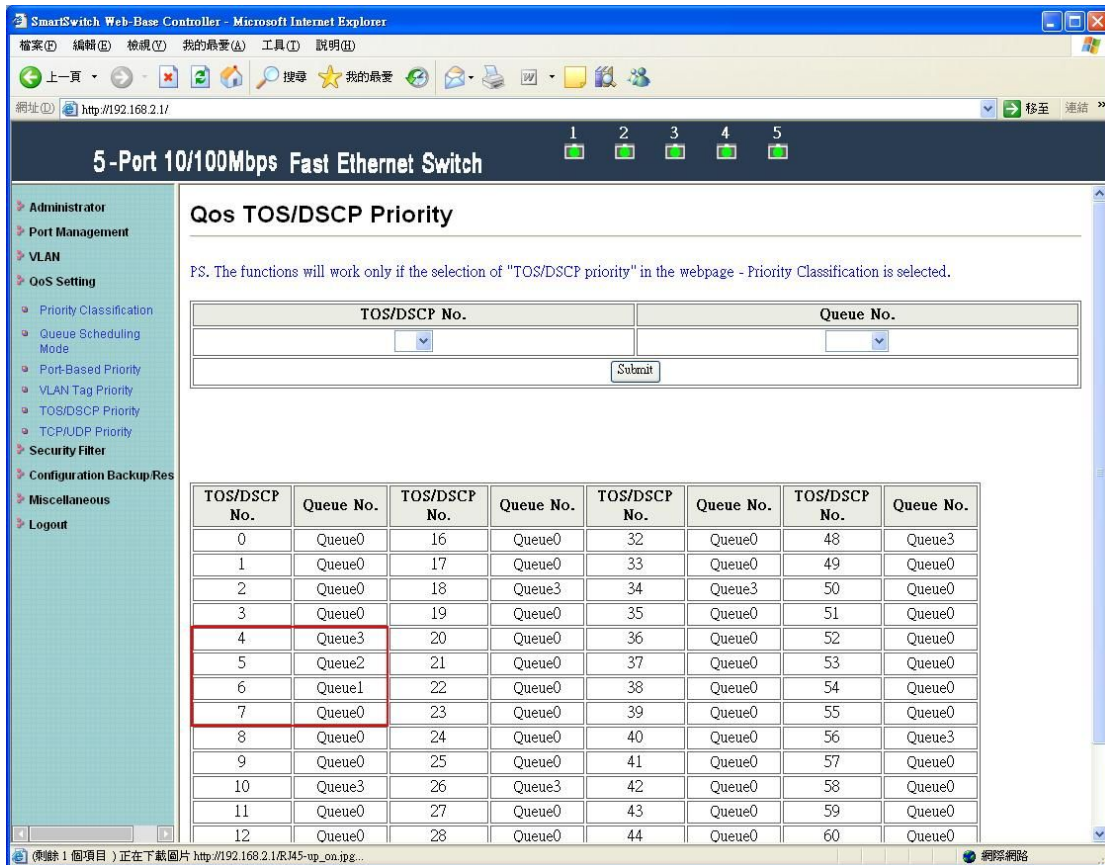 SmartSwitch Web-Base Controller - Microsoft Internet Explorer
檔案(F) 編輯(E) 檢視(V) 我的最愛(A) 工具(T) 說明(H)
上一頁 搜尋 我的最愛
網址(D) http://192.168.2.1/ 移至 連結 »
1 2 3 4 5
5-Port 10/100Mbps Fast Ethernet Switch
Administrator
Port Management
VLAN
QoS Setting
Priority Classification
Queue Scheduling
Mode
Port-Based Priority
VLAN Tag Priority
TOS/DSCP Priority
TCP/UDP Priority
Security Filter
Configuration Backup/Res
Miscellaneous
Logout
Qos TOS/DSCP Priority
PS. The functions will work only if the selection of "TOS/DSCP priority" in the webpage - Priority Classification is selected.
TOS/DSCP No. Queue No.
Submit
TOS/DSCP No. Queue No. TOS/DSCP No. Queue No. TOS/DSCP No. Queue No. TOS/DSCP No. Queue No.
0 Queue0 16 Queue0 32 Queue0 48 Queue3
1 Queue0 17 Queue0 33 Queue0 49 Queue0
2 Queue0 18 Queue3 34 Queue3 50 Queue0
3 Queue0 19 Queue0 35 Queue0 51 Queue0
4 Queue3 20 Queue0 36 Queue0 52 Queue0
5 Queue2 21 Queue0 37 Queue0 53 Queue0
6 Queue1 22 Queue0 38 Queue0 54 Queue0
7 Queue0 23 Queue0 39 Queue0 55 Queue0
8 Queue0 24 Queue0 40 Queue0 56 Queue3
9 Queue0 25 Queue0 41 Queue0 57 Queue0
10 Queue3 26 Queue3 42 Queue0 58 Queue0
11 Queue0 27 Queue0 43 Queue0 59 Queue0
12 Queue0 28 Queue0 44 Queue0 60 Queue0
(剩餘 1 個項目 ) 正在下載圖片 http://192.168.2.1/RJ45-up_on.jpg... 網際網路